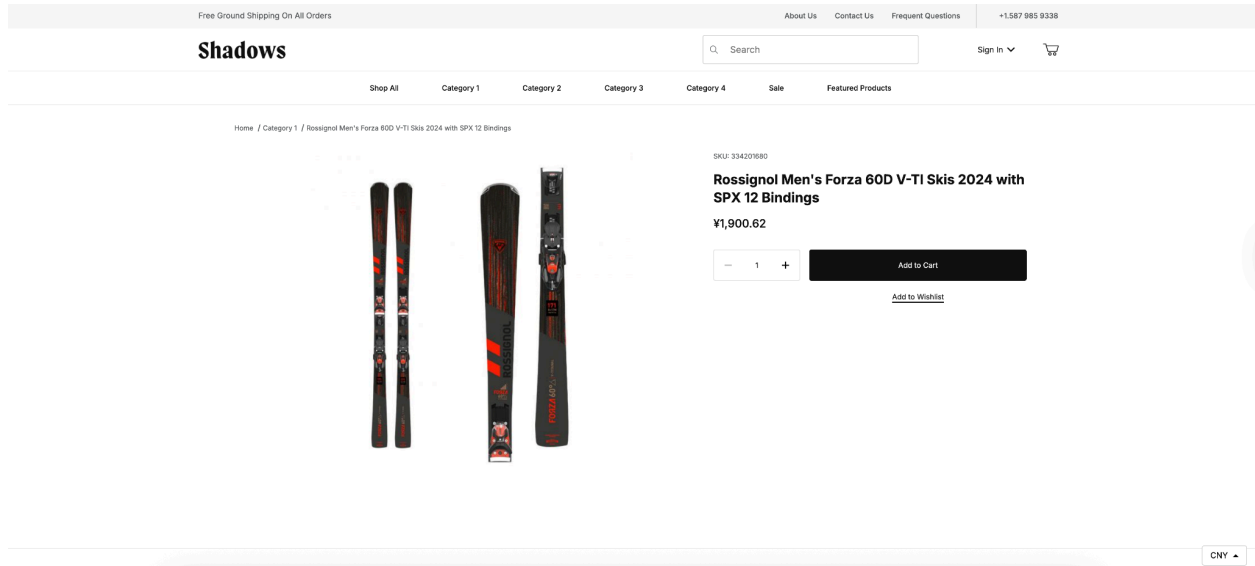 Free Ground Shipping On All Orders
About Us Contact Us Frequent Questions +1.587 985 9338
Shadows
Search
Sign In
Shop All Category 1 Category 2 Category 3 Category 4 Sale Featured Products
Home / Category 1 / Rossignol Men's Forza 60D V-TI Skis 2024 with SPX 12 Bindings
SKU: 334201680
Rossignol Men's Forza 60D V-TI Skis 2024 with
SPX 12 Bindings
¥1,900.62
− 1 +
Add to Cart
Add to Wishlist
ROSSIGNOL
FORZA 60°
CNY